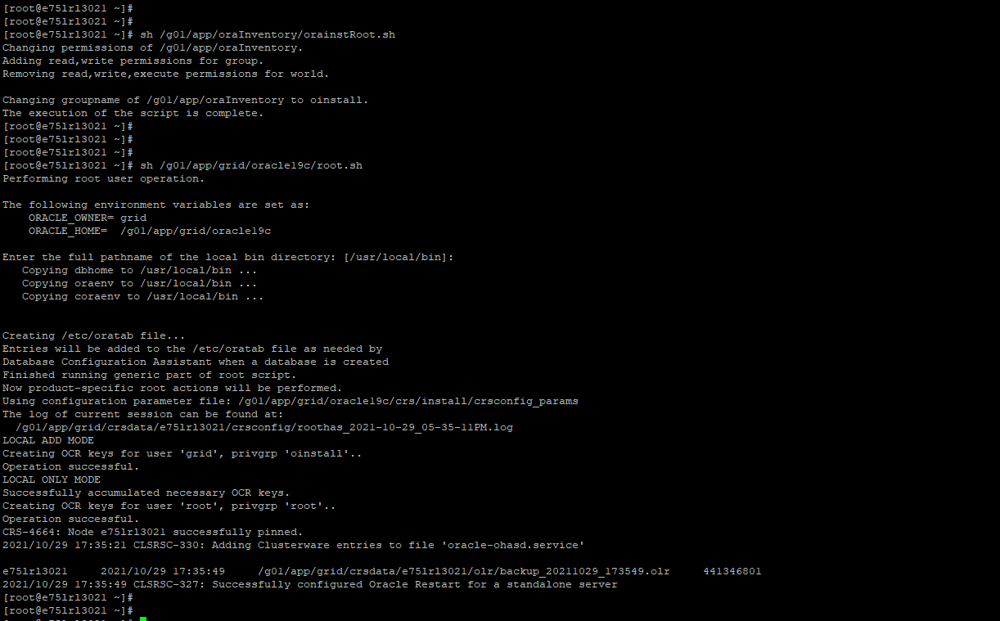 [root@e75lrl3021 ~]#
[root@e75lrl3021 ~]#
[root@e75lrl3021 ~]# sh /g01/app/oraInventory/orainstRoot.sh
Changing permissions of /g01/app/oraInventory.
Adding read,write permissions for group.
Removing read,write,execute permissions for world.

Changing groupname of /g01/app/oraInventory to oinstall.
The execution of the script is complete.
[root@e75lrl3021 ~]#
[root@e75lrl3021 ~]#
[root@e75lrl3021 ~]#
[root@e75lrl3021 ~]# sh /g01/app/grid/oracle19c/root.sh
Performing root user operation.

The following environment variables are set as:
    ORACLE_OWNER= grid
    ORACLE_HOME=  /g01/app/grid/oracle19c

Enter the full pathname of the local bin directory: [/usr/local/bin]:
   Copying dbhome to /usr/local/bin ...
   Copying oraenv to /usr/local/bin ...
   Copying coraenv to /usr/local/bin ...


Creating /etc/oratab file...
Entries will be added to the /etc/oratab file as needed by
Database Configuration Assistant when a database is created
Finished running generic part of root script.
Now product-specific root actions will be performed.
Using configuration parameter file: /g01/app/grid/oracle19c/crs/install/crsconfig_params
The log of current session can be found at:
  /g01/app/grid/crsdata/e75lrl3021/crsconfig/roothas_2021-10-29_05-35-11PM.log
LOCAL ADD MODE
Creating OCR keys for user 'grid', privgrp 'oinstall'..
Operation successful.
LOCAL ONLY MODE
Successfully accumulated necessary OCR keys.
Creating OCR keys for user 'root', privgrp 'root'..
Operation successful.
CRS-4664: Node e75lrl3021 successfully pinned.
2021/10/29 17:35:21 CLSRSC-330: Adding Clusterware entries to file 'oracle-ohasd.service'

e75lrl3021     2021/10/29 17:35:49     /g01/app/grid/crsdata/e75lrl3021/olr/backup_20211029_173549.olr     441346801
2021/10/29 17:35:49 CLSRSC-327: Successfully configured Oracle Restart for a standalone server
[root@e75lrl3021 ~]#
[root@e75lrl3021 ~]#